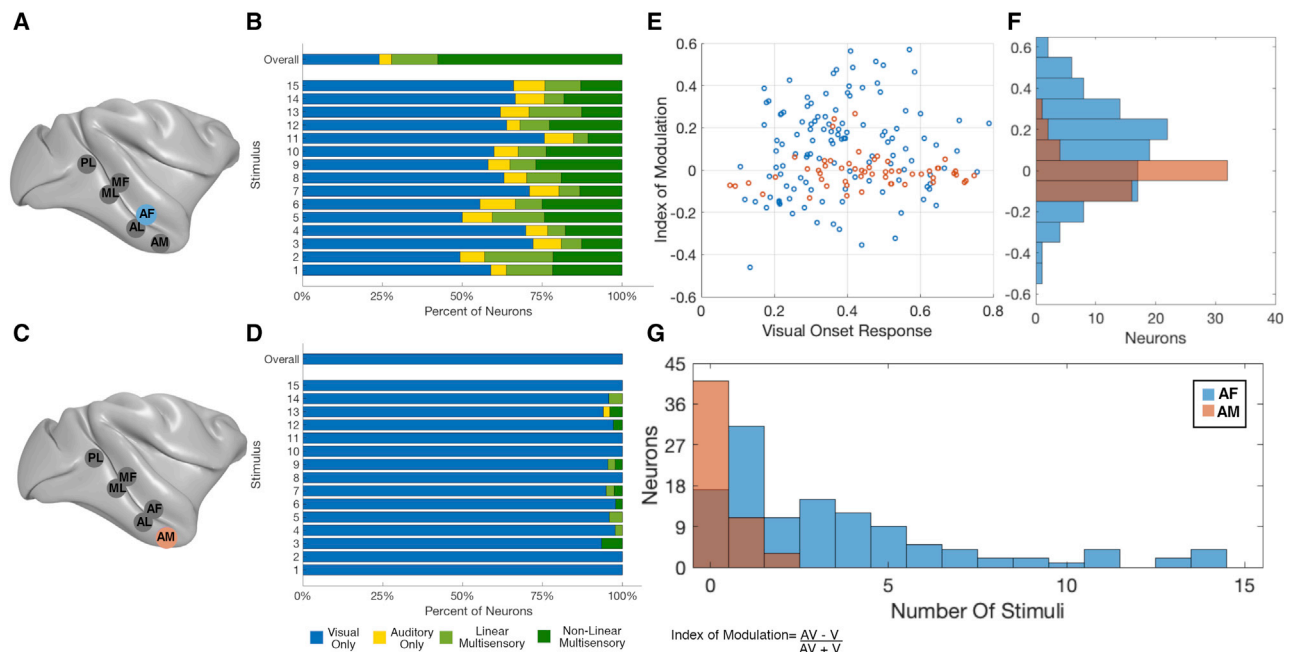 A
PL
MF
ML
AF
AL
AM
B
Overall
15
14
13
12
11
10
9
8
7
6
5
4
3
2
1
Stimulus
0% 25% 50% 75% 100%
Percent of Neurons
E
0.6
0.4
0.2
0
-0.2
-0.4
-0.6
Index of Modulation
0 0.2 0.4 0.6 0.8
Visual Onset Response
F
0.6
0.4
0.2
0
-0.2
-0.4
-0.6
0 10 20 30 40
Neurons
C
PL
MF
ML
AF
AL
AM
D
Overall
15
14
13
12
11
10
9
8
7
6
5
4
3
2
1
Stimulus
0% 25% 50% 75% 100%
Percent of Neurons
Visual Only
Auditory Only
Linear Multisensory
Non-Linear Multisensory
G
45
36
27
18
9
0
Neurons
AF
AM
0 5 10 15
Number Of Stimuli
Index of Modulation= AV - V
AV + V